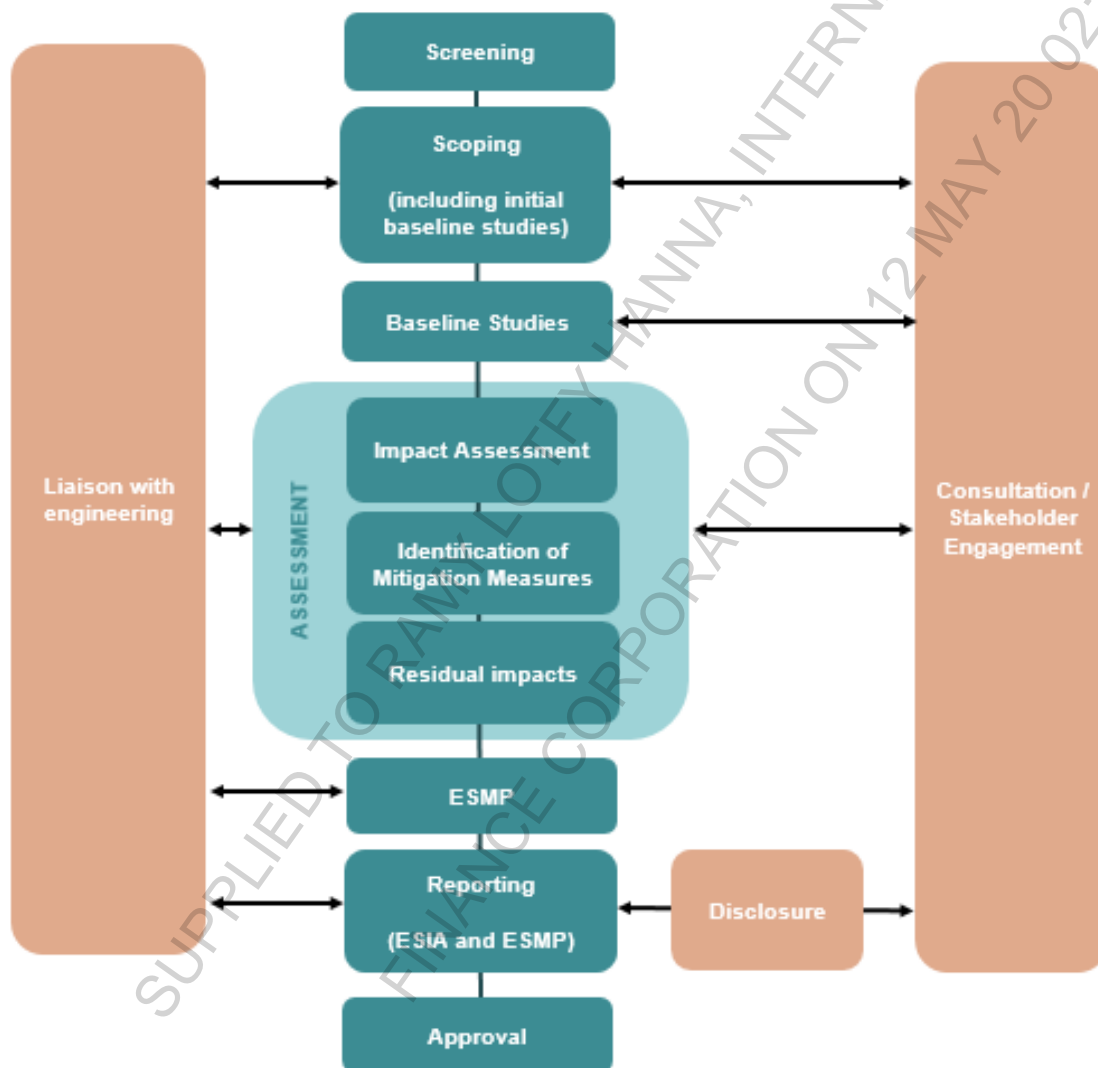 Screening
Scoping
(including initial
baseline studies)
Baseline Studies
Liaison with
engineering
ASSESSMENT
Impact Assessment
Identification of
Mitigation Measures
Residual impacts
Consultation /
Stakeholder
Engagement
ESMP
Reporting
(ESIA and ESMP)
Disclosure
Approval
SUPPLIED TO RAMY LOTFY HANNA, INTERN
FINANCE CORPORATION ON 12 MAY 20 02-